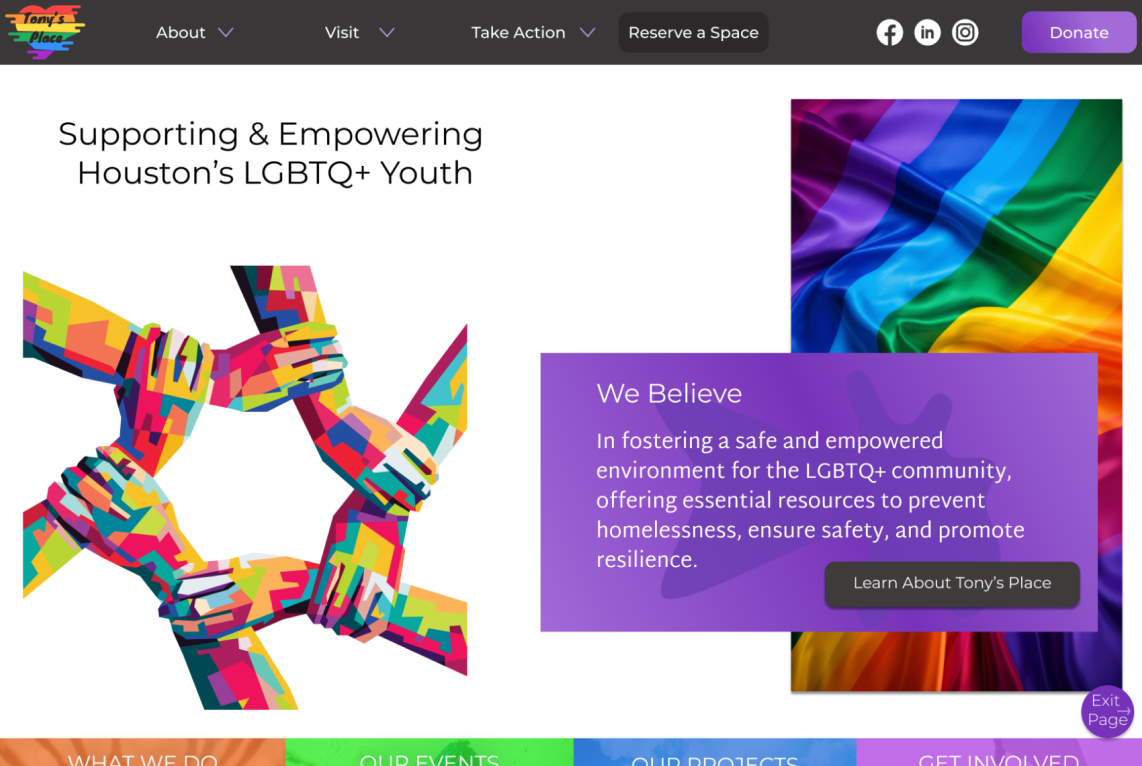 Tony's
Place
About
Visit
Take Action
Reserve a Space
in
Donate
Supporting & Empowering
Houston's LGBTQ+ Youth
We Believe
In fostering a safe and empowered
environment for the LGBTQ+ community,
offering essential resources to prevent
homelessness, ensure safety, and promote
resilience.
Learn About Tony's Place
Exit
Page
WHAT WE DO
OUR EVENTS
OUR PROJECTS
GET INVOLVED